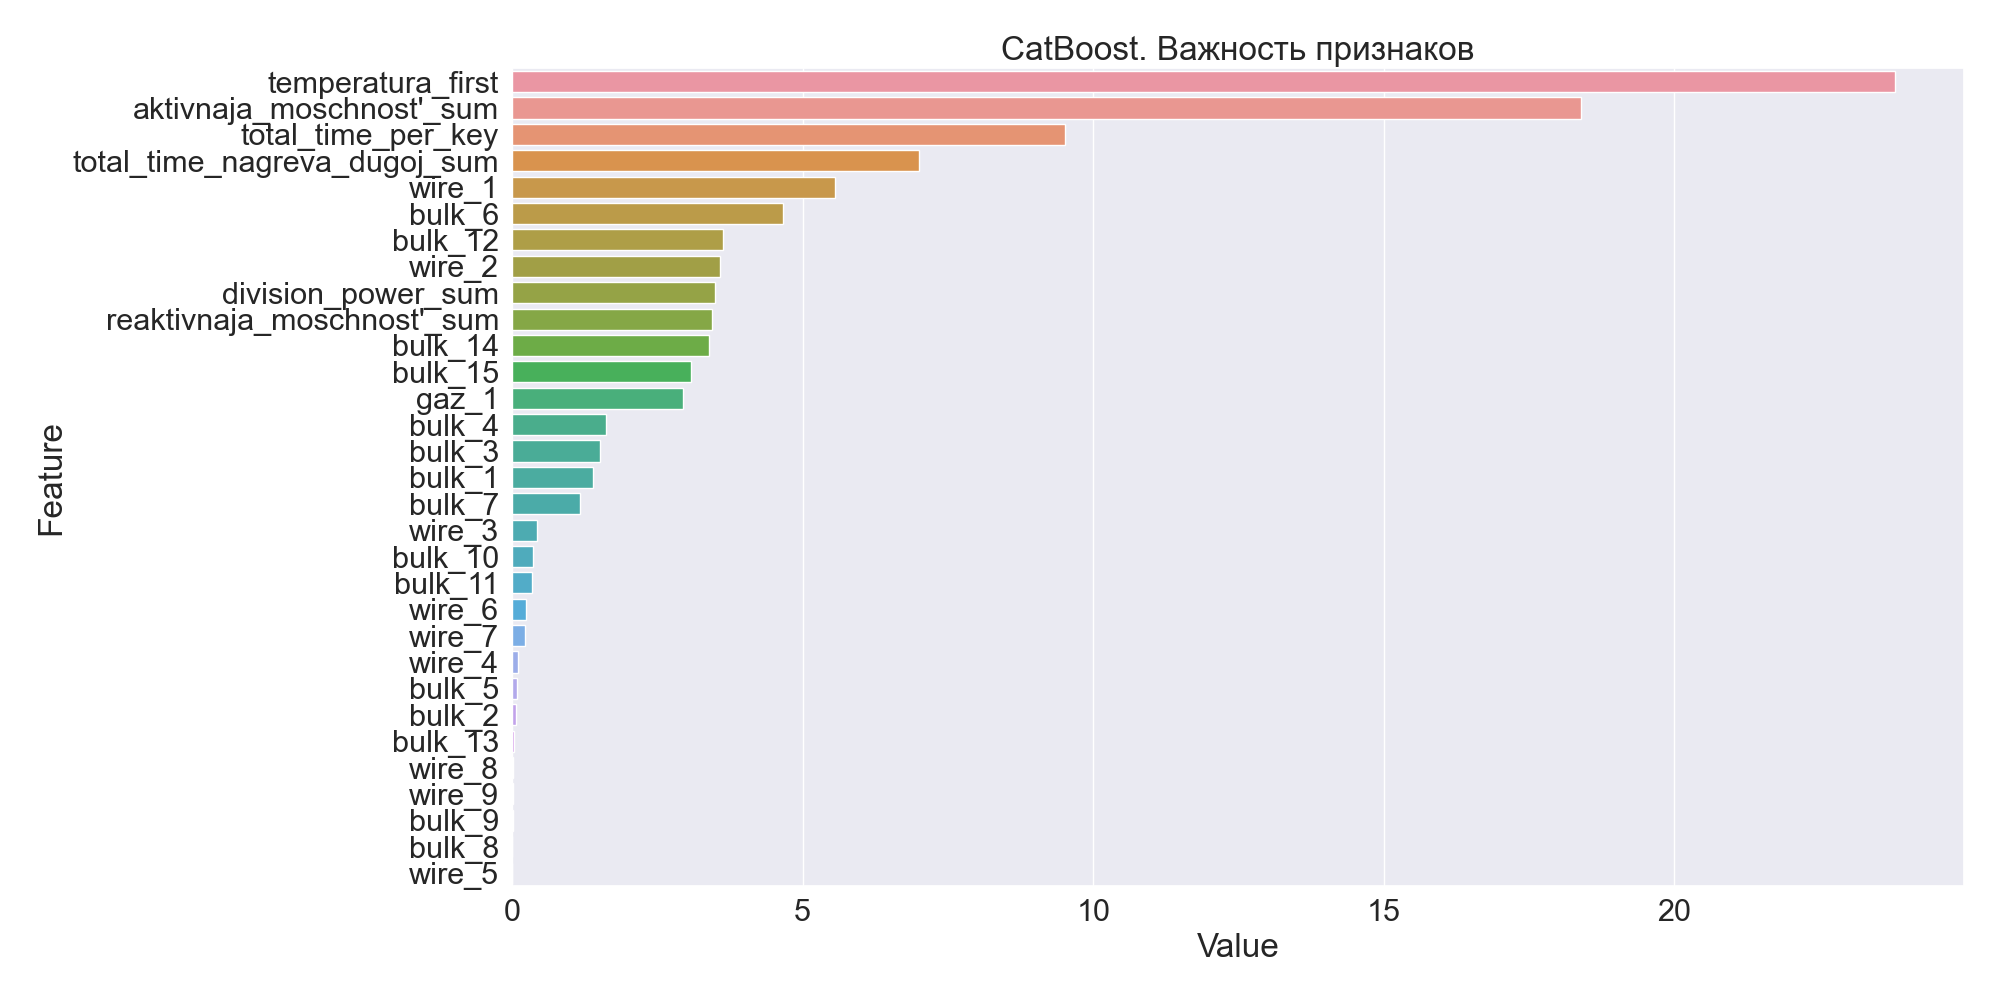 CatBoost. Важность признаков
temperatura_first
aktivnaja_moschnost'_sum
total_time_per_key
total_time_nagreva_dugoj_sum
wire_1
bulk_6
bulk_12
wire_2
division_power_sum
reaktivnaja_moschnost'_sum
bulk_14
bulk_15
gaz_1
bulk_4
bulk_3
bulk_1
bulk_7
wire_3
bulk_10
bulk_11
wire_6
wire_7
wire_4
bulk_5
bulk_2
bulk_13
wire_8
wire_9
bulk_9
bulk_8
wire_5
Feature
0 5 10 15 20
Value